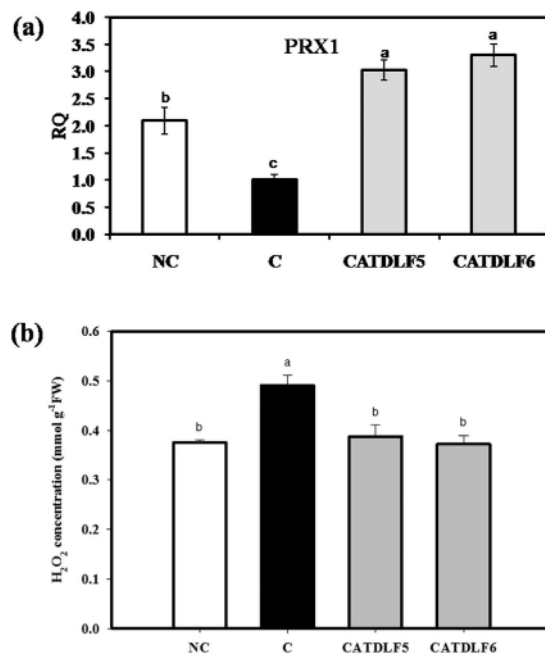 (a)
PRX1
RQ
4.0
3.5
3.0
2.5
2.0
1.5
1.0
0.5
0.0
b
c
a
a
NC C CATDLF5 CATDLF6
(b)
H₂O₂ concentration (mmol g⁻¹FW)
0.6
0.5
0.4
0.3
0.2
0.1
0.0
b
a
b
b
NC C CATDLF5 CATDLF6